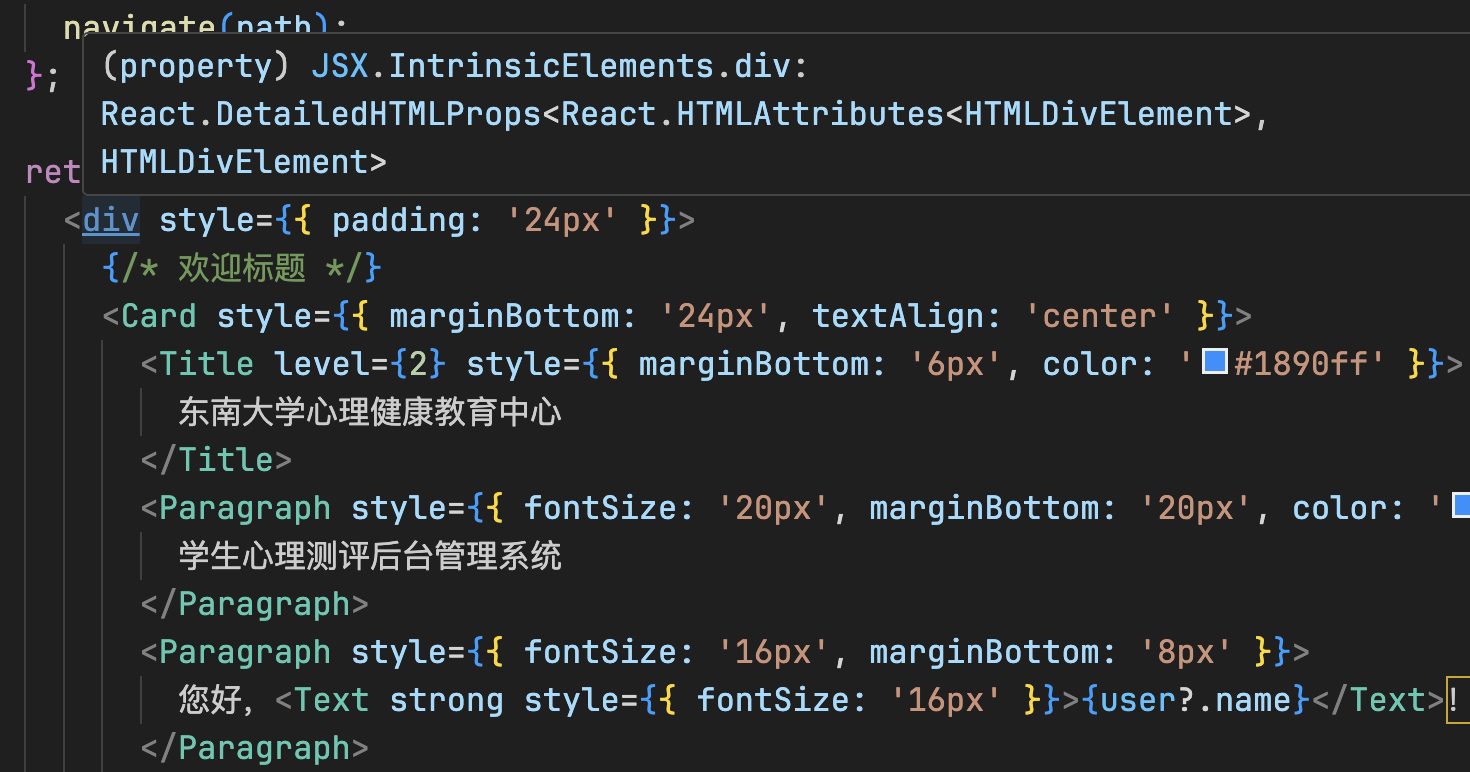 navigate(path);
(property) JSX.IntrinsicElements.div:
};
React.DetailedHTMLProps<React.HTMLAttributes<HTMLDivElement>,
HTMLDivElement>
ret
<div style={{ padding: '24px' }}>
{/* 欢迎标题 */}
<Card style={{ marginBottom: '24px', textAlign: 'center' }}>
<Title level={2} style={{ marginBottom: '6px', color: '#1890ff' }}>
东南大学心理健康教育中心
</Title>
<Paragraph style={{ fontSize: '20px', marginBottom: '20px', color: '
学生心理测评后台管理系统
</Paragraph>
<Paragraph style={{ fontSize: '16px', marginBottom: '8px' }}>
您好，<Text strong style={{ fontSize: '16px' }}>{user?.name}</Text>！
</Paragraph>